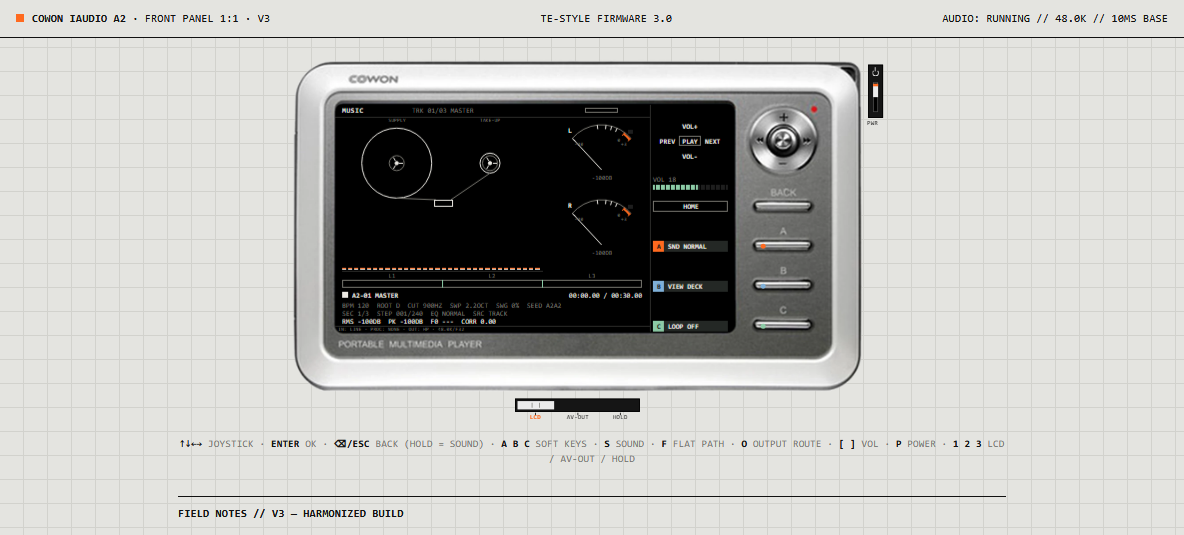 COWON IAUDIO A2 · FRONT PANEL 1:1 · V3
TE-STYLE FIRMWARE 3.0
AUDIO: RUNNING // 48.0K // 10MS BASE
COWON
PWR
MUSIC
TRK 01/03 MASTER
SUPPLY
TAKE-UP
L
-100DB
R
-100DB
VOL+
PREV PLAY NEXT
VOL-
VOL 18
HOME
A SND NORMAL
B VIEW DECK
C LOOP OFF
L1 L2 L3
A2-01 MASTER
00:00.00 / 00:30.00
BPM 120 ROOT D CUT 900HZ SWP 2.2OCT SWG 0% SEED A2A2
SEC 1/3 STEP 001/240 EQ NORMAL SRC TRACK
RMS -100DB PK -100DB F0 --- CORR 0.00
BACK
A
B
C
PORTABLE MULTIMEDIA PLAYER
LCD AV-OUT HOLD
↑↓←→ JOYSTICK · ENTER OK · ⌫/ESC BACK (HOLD = SOUND) · A B C SOFT KEYS · S SOUND · F FLAT PATH · O OUTPUT ROUTE · [ ] VOL · P POWER · 1 2 3 LCD
/ AV-OUT / HOLD
FIELD NOTES // V3 — HARMONIZED BUILD